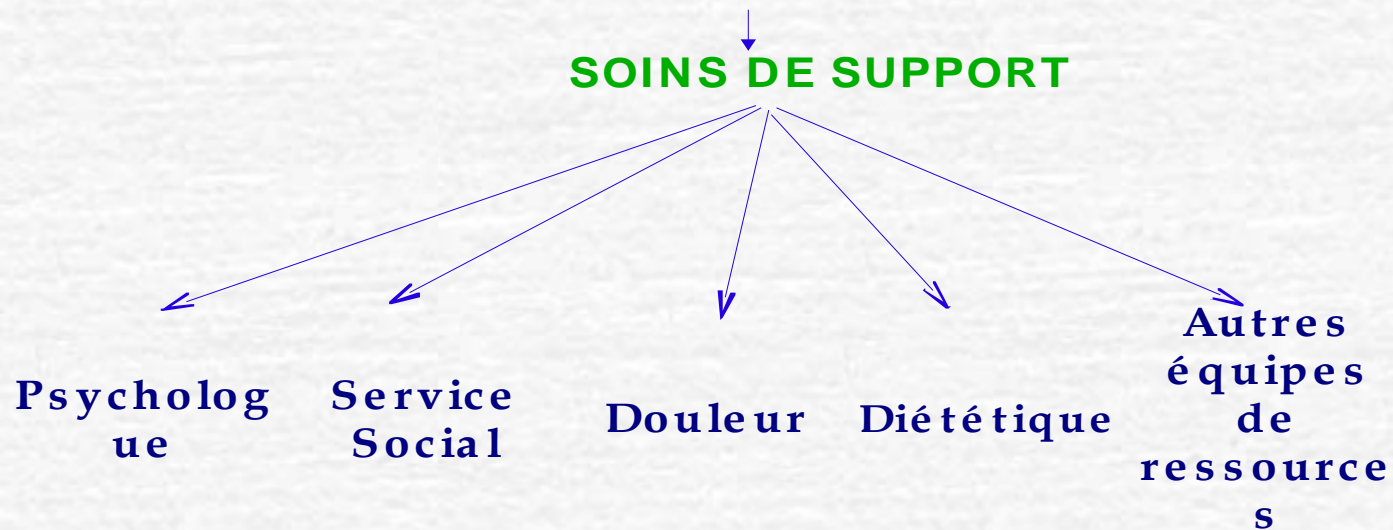 SOINS DE SUPPORT
Psycholog
ue
Service
Social
Douleur
Diététique
Autres
équipes
de
ressource
s